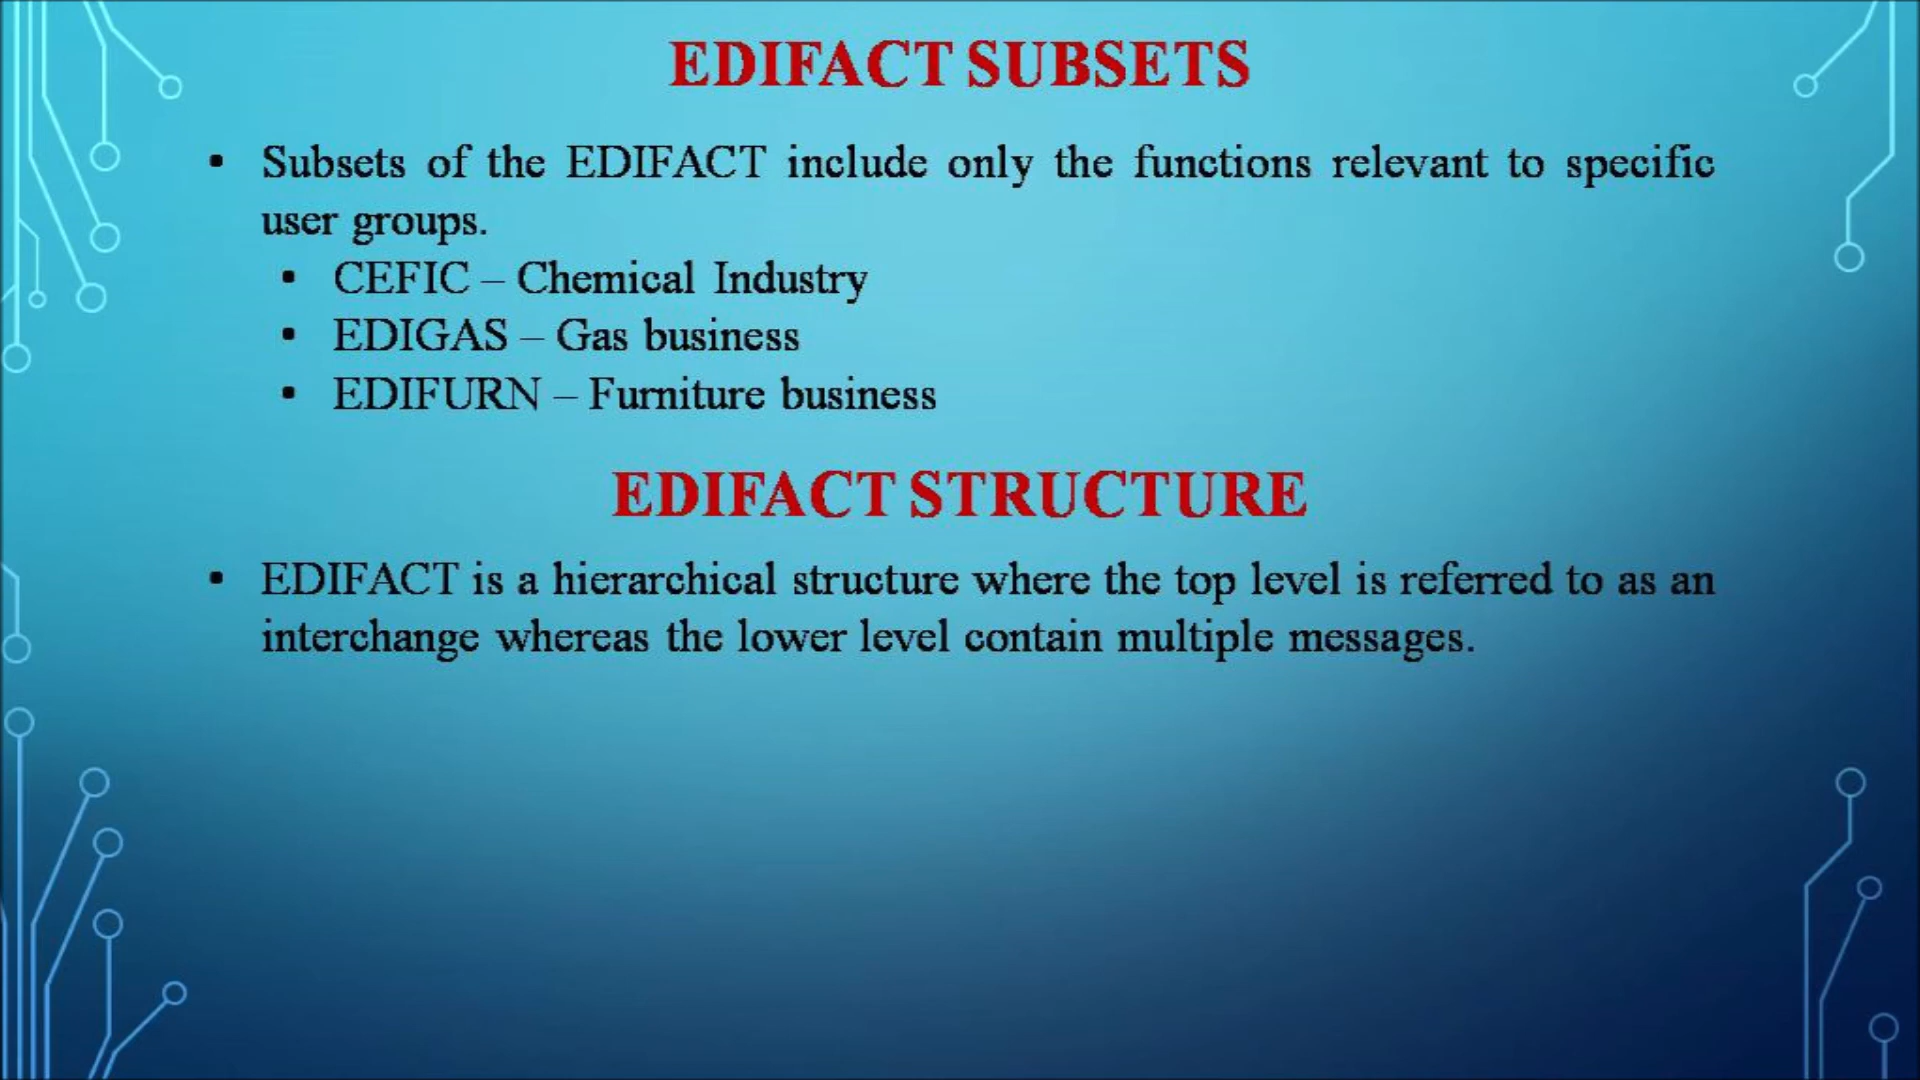 EDIFACT SUBSETS
• Subsets of the EDIFACT include only the functions relevant to specific
user groups.
• CEFIC – Chemical Industry
• EDIGAS – Gas business
• EDIFURN – Furniture business
EDIFACT STRUCTURE
• EDIFACT is a hierarchical structure where the top level is referred to as an
interchange whereas the lower level contain multiple messages.